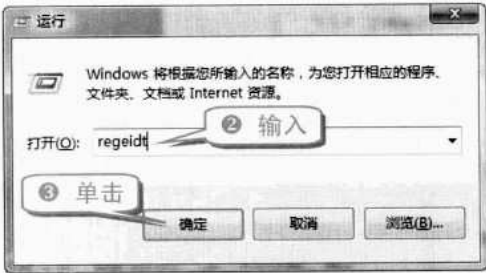 运行
Windows 将根据您所输入的名称，为您打开相应的程序、
文件夹、文档或 Internet 资源。
❷ 输入
打开(O): regeidt
❸ 单击
确定 取消 浏览(B)...